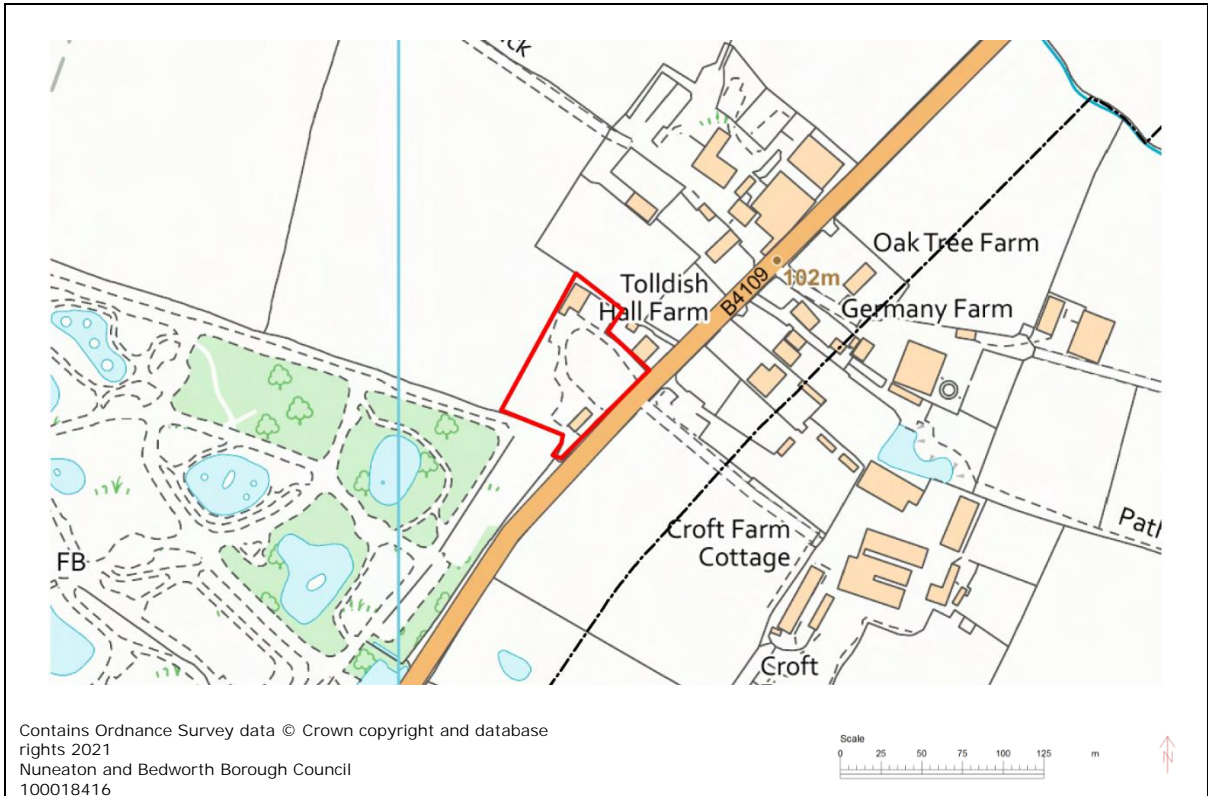 ck
Oak Tree Farm
102m
B4109
Tolldish
Hall Farm
Germany Farm
Croft Farm
Cottage
Path
FB
Croft
Contains Ordnance Survey data © Crown copyright and database
rights 2021
Nuneaton and Bedworth Borough Council
100018416
Scale
0 25 50 75 100 125 m
N